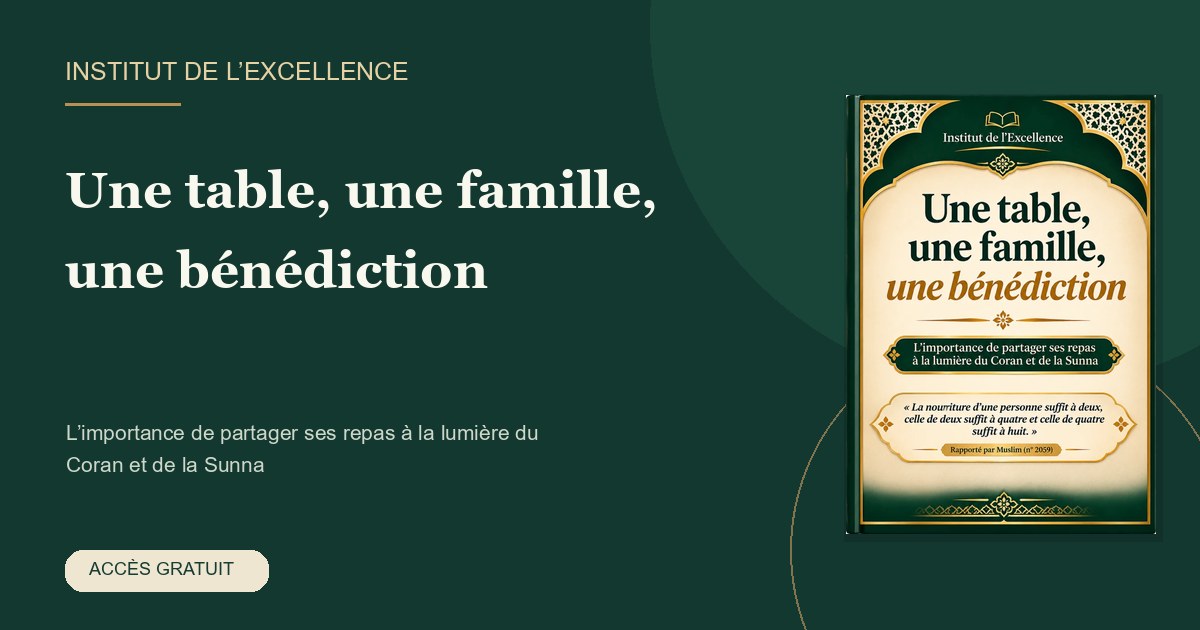 INSTITUT DE L’EXCELLENCE
Une table, une famille,
une bénédiction
L’importance de partager ses repas à la lumière du
Coran et de la Sunna
ACCÈS GRATUIT
Institut de l’Excellence
Une table,
une famille,
une bénédiction
L’importance de partager ses repas
à la lumière du Coran et de la Sunna
« La nourriture d’une personne suffit à deux,
celle de deux suffit à quatre et celle de quatre
suffit à huit. »
Rapporté par Muslim (n° 2059)